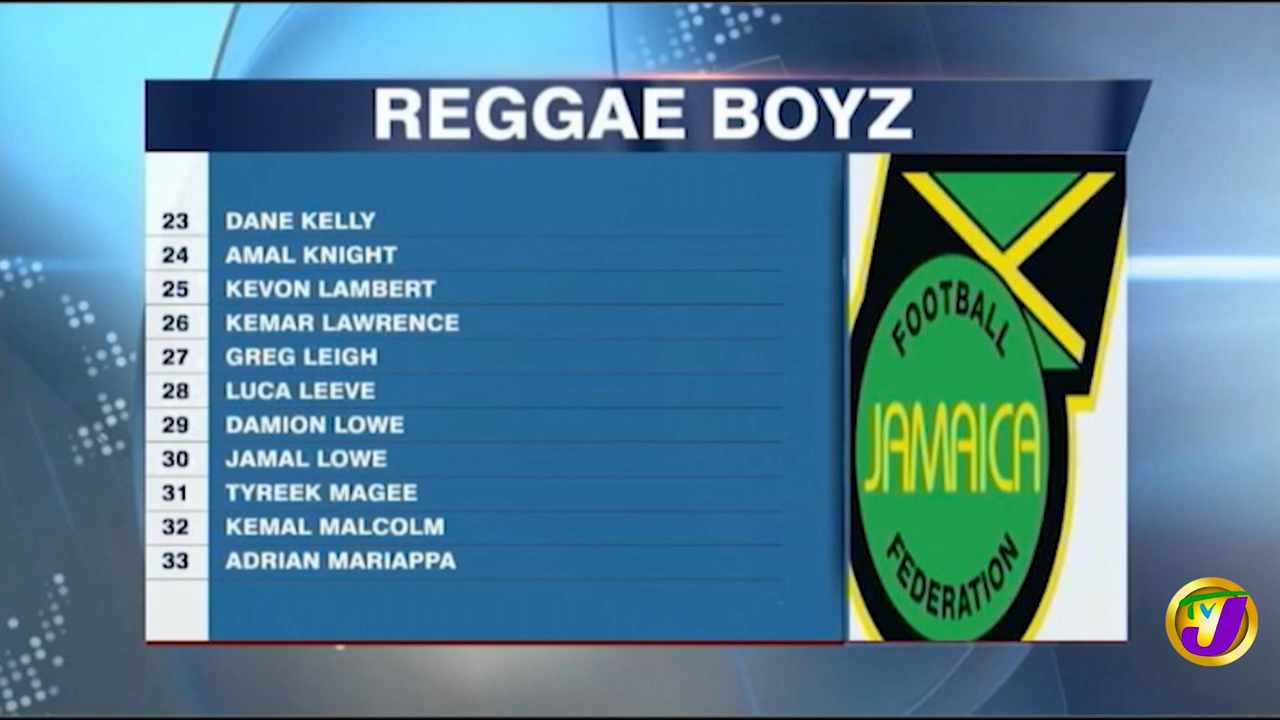 REGGAE BOYZ
23 DANE KELLY
24 AMAL KNIGHT
25 KEVON LAMBERT
26 KEMAR LAWRENCE
27 GREG LEIGH
28 LUCA LEEVE
29 DAMION LOWE
30 JAMAL LOWE
31 TYREEK MAGEE
32 KEMAL MALCOLM
33 ADRIAN MARIAPPA
FOOTBALL
JAMAICA
FEDERATION
TVJ